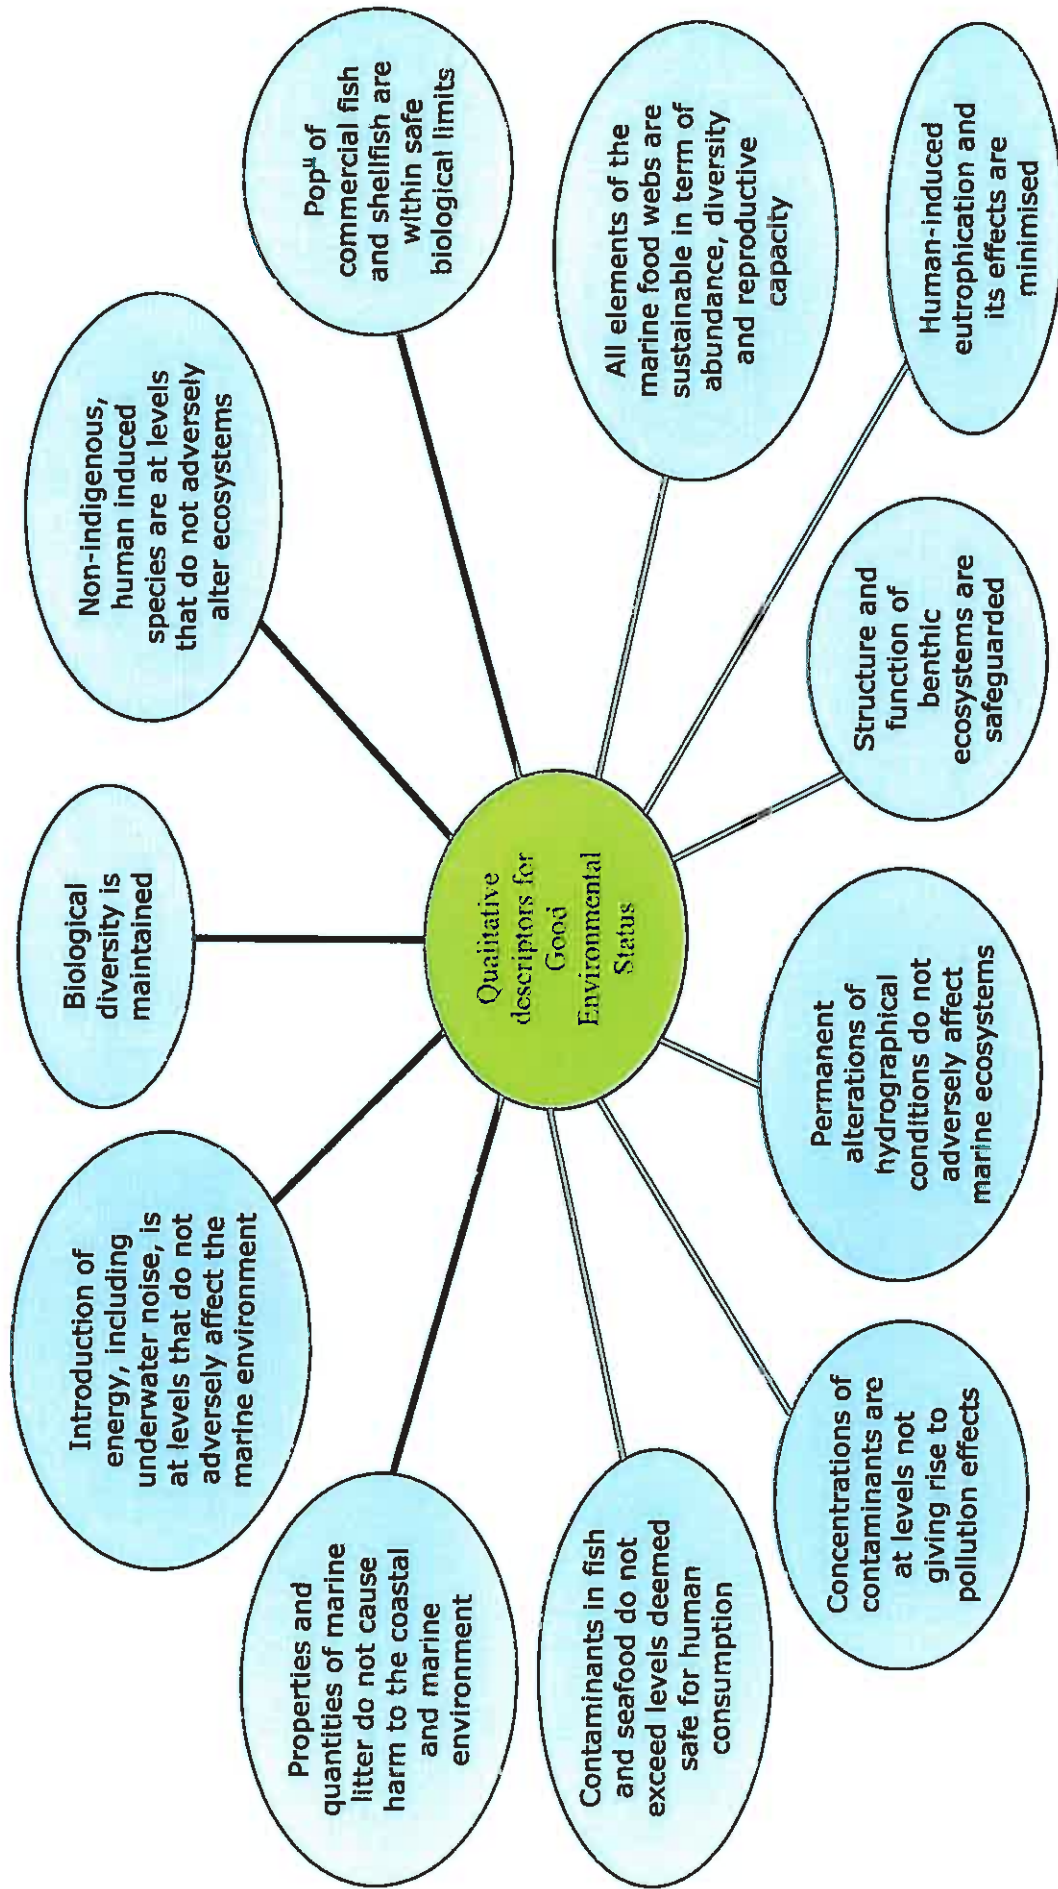 Qualitative
descriptors for
Good
Environmental
Status
Biological
diversity is
maintained
Non-indigenous,
human induced
species are at levels
that do not adversely
alter ecosystems
Popⁿ of
commercial fish
and shellfish are
within safe
biological limits
All elements of the
marine food webs are
sustainable in term of
abundance, diversity
and reproductive
capacity
Human-induced
eutrophication and
its effects are
minimised
Structure and
function of
benthic
ecosystems are
safeguarded
Permanent
alterations of
hydrographical
conditions do not
adversely affect
marine ecosystems
Concentrations of
contaminants are
at levels not
giving rise to
pollution effects
Contaminants in fish
and seafood do not
exceed levels deemed
safe for human
consumption
Properties and
quantities of marine
litter do not cause
harm to the coastal
and marine
environment
Introduction of
energy, including
underwater noise, is
at levels that do not
adversely affect the
marine environment